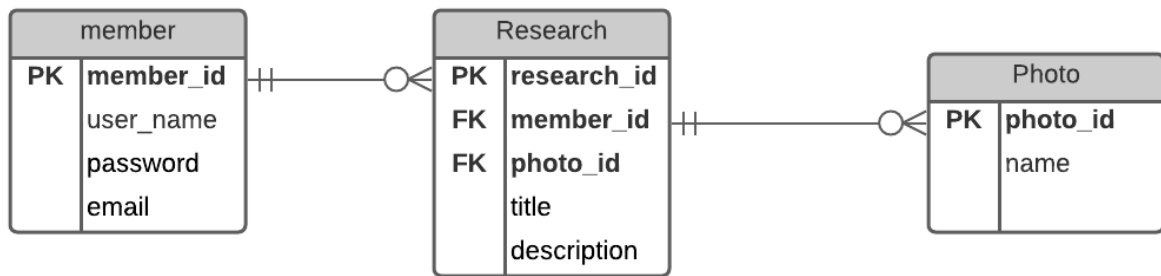 member
PK member_id
user_name
password
email
Research
PK research_id
FK member_id
FK photo_id
title
description
Photo
PK photo_id
name